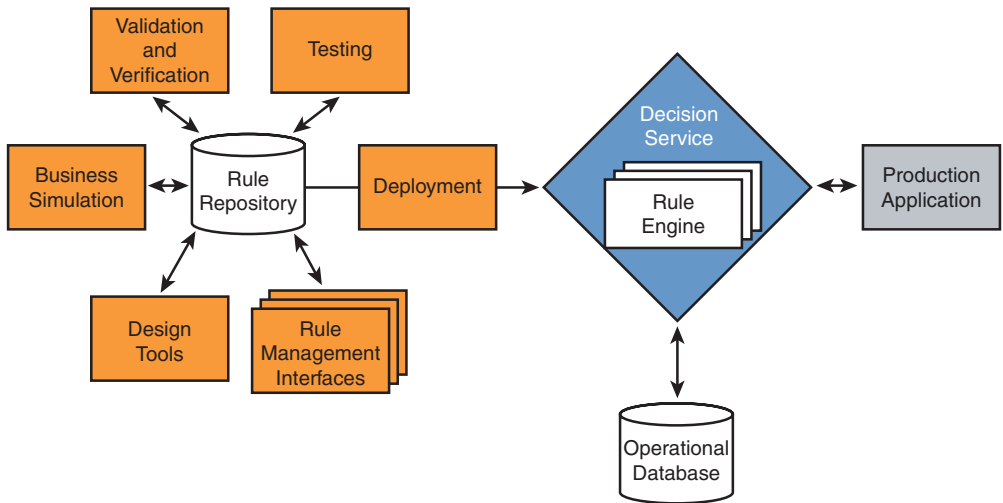 Validation
and
Verification
Testing
Business
Simulation
Rule
Repository
Deployment
Decision
Service
Rule
Engine
Production
Application
Design
Tools
Rule
Management
Interfaces
Operational
Database